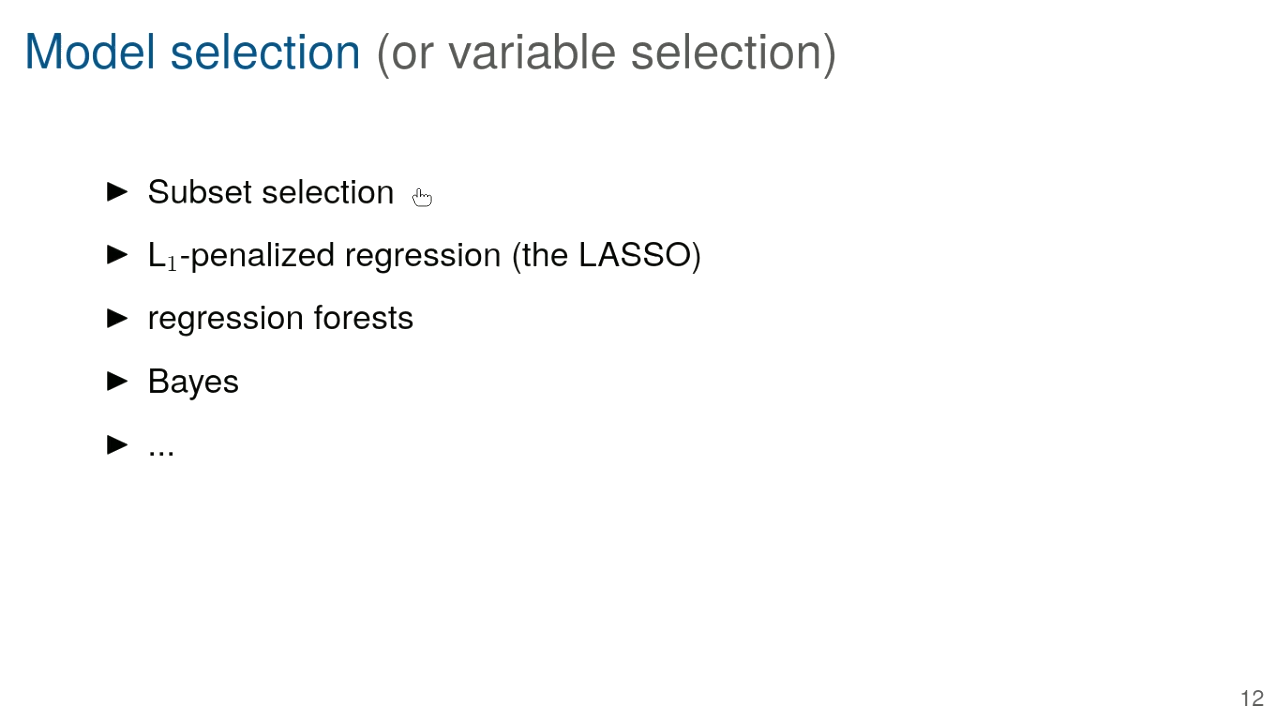 Model selection (or variable selection)
▶ Subset selection
▶ L₁-penalized regression (the LASSO)
▶ regression forests
▶ Bayes
▶ ...
12